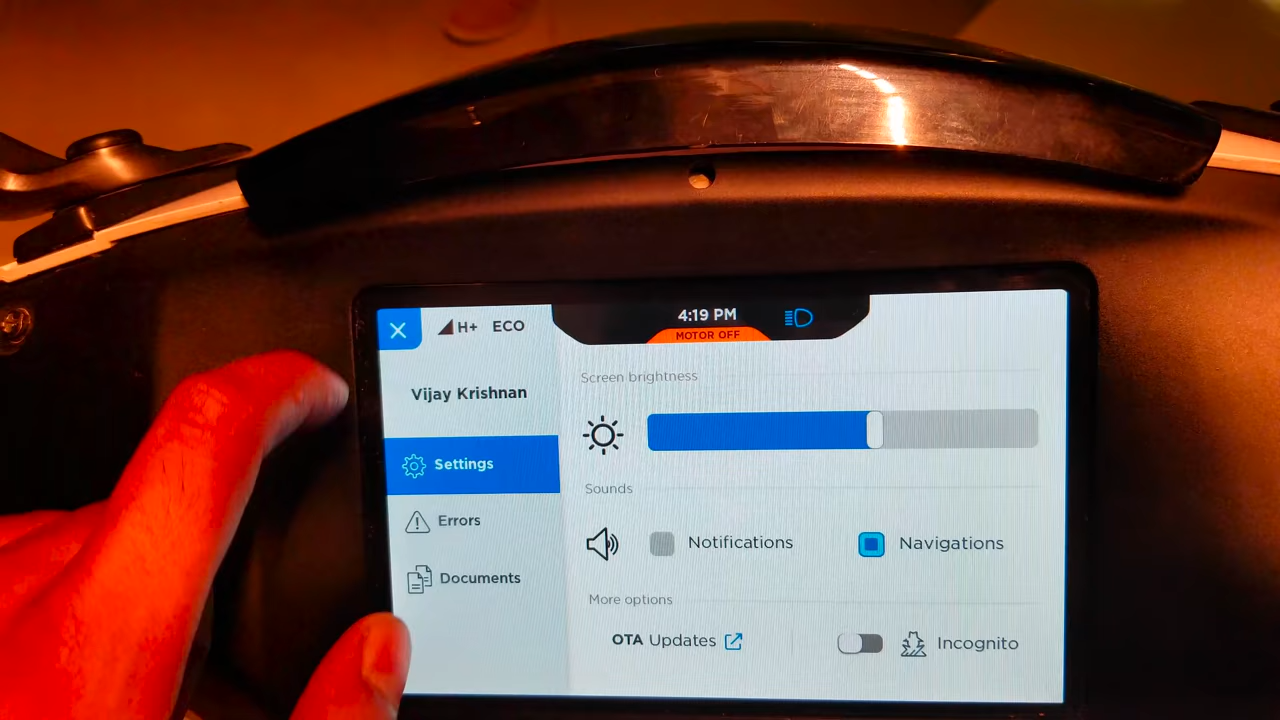 H+ ECO
4:19 PM
MOTOR OFF
Vijay Krishnan
Settings
Errors
Documents
Screen brightness
Sounds
Notifications
Navigations
More options
OTA Updates
Incognito